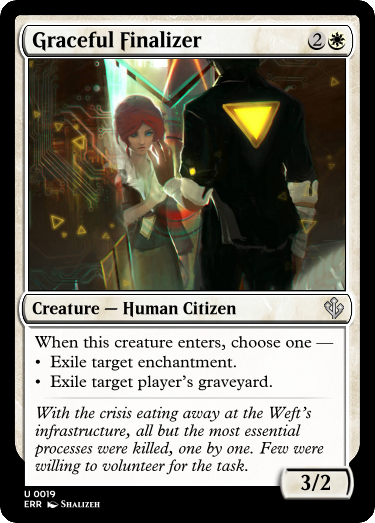 Graceful Finalizer 2
Creature — Human Citizen
When this creature enters, choose one —
• Exile target enchantment.
• Exile target player's graveyard.
With the crisis eating away at the Weft's
infrastructure, all but the most essential
processes were killed, one by one. Few were
willing to volunteer for the task.
3/2
U 0019
ERR Shalizeh